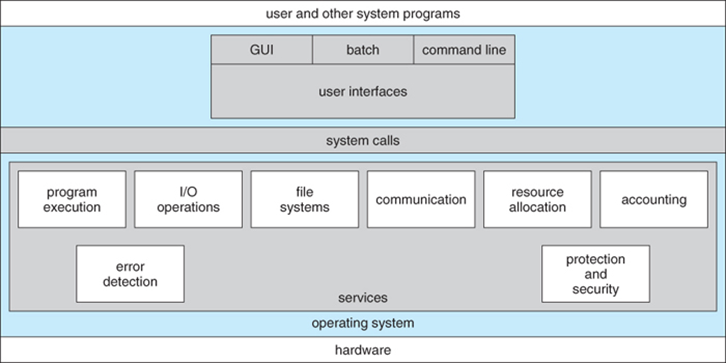 user and other system programs
GUI
batch
command line
user interfaces
system calls
program
execution
I/O
operations
file
systems
communication
resource
allocation
accounting
error
detection
protection
and
security
services
operating system
hardware